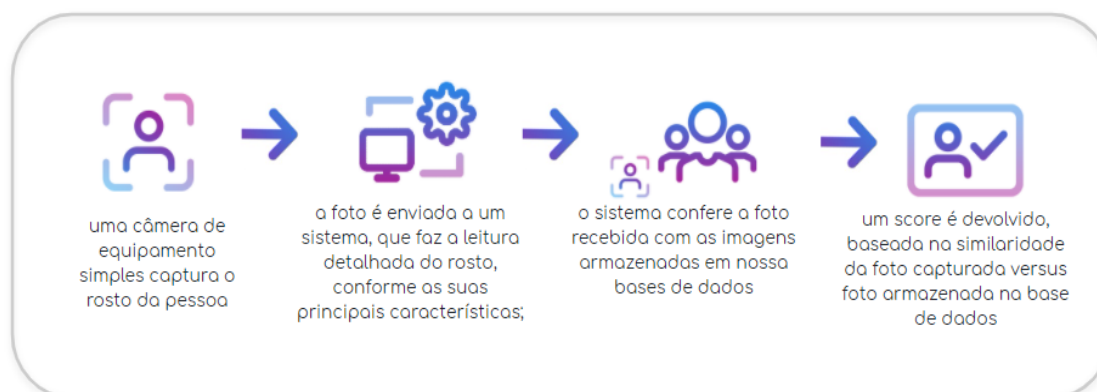 uma câmera de
equipamento
simples captura o
rosto da pessoa
a foto é enviada a um
sistema, que faz a leitura
detalhada do rosto,
conforme as suas
principais características;
o sistema confere a foto
recebida com as imagens
armazenadas em nossa
bases de dados
um score é devolvido,
baseada na similaridade
da foto capturada versus
foto armazenada na base
de dados